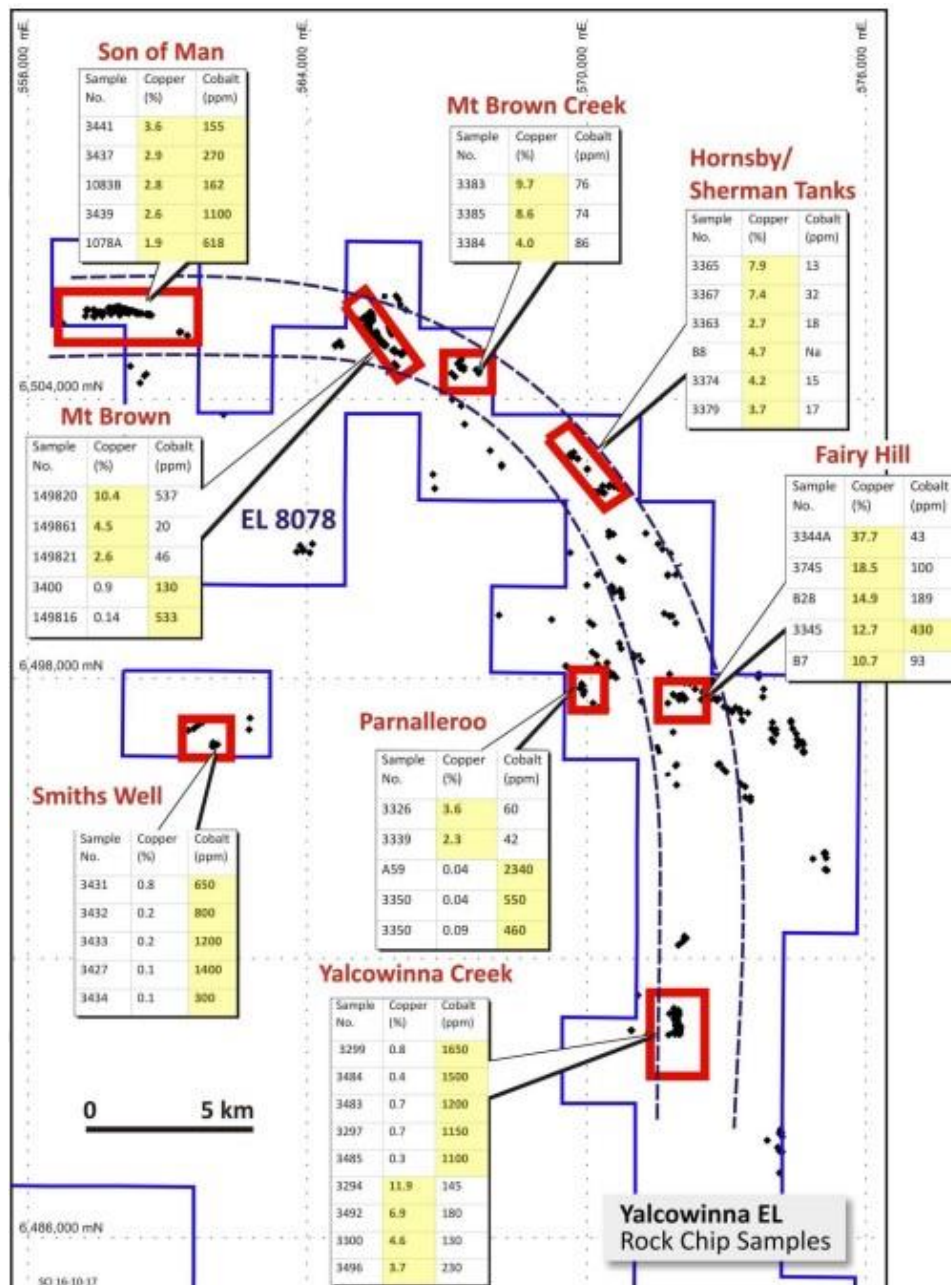 558,000 mE
564,000 mE
570,000 mE
576,000 mE
Son of Man
Sample No. Copper (%) Cobalt (ppm)
3441 3.6 155
3437 2.9 270
1083B 2.8 162
3439 2.6 1100
1078A 1.9 618
Mt Brown Creek
Sample No. Copper (%) Cobalt (ppm)
3383 9.7 76
3385 8.6 74
3384 4.0 86
Hornsby/
Sherman Tanks
Sample No. Copper (%) Cobalt (ppm)
3365 7.9 13
3367 7.4 32
3363 2.7 18
B8 4.7 Na
3374 4.2 15
3379 3.7 17
6,504,000 mN
Mt Brown
Sample No. Copper (%) Cobalt (ppm)
149820 10.4 537
149861 4.5 20
149821 2.6 46
3400 0.9 130
149816 0.14 533
EL 8078
Fairy Hill
Sample No. Copper (%) Cobalt (ppm)
3344A 37.7 43
3745 18.5 100
B2B 14.9 189
3345 12.7 430
B7 10.7 93
6,498,000 mN
Parnalleroo
Sample No. Copper (%) Cobalt (ppm)
3326 3.6 60
3339 2.3 42
A59 0.04 2340
3350 0.04 550
3350 0.09 460
Smiths Well
Sample No. Copper (%) Cobalt (ppm)
3431 0.8 650
3432 0.2 800
3433 0.2 1200
3427 0.1 1400
3434 0.1 300
Yalcowinna Creek
Sample No. Copper (%) Cobalt (ppm)
3299 0.8 1650
3484 0.4 1500
3483 0.7 1200
3297 0.7 1150
3485 0.3 1100
3294 11.9 145
3492 6.9 180
3300 4.6 130
3496 3.7 230
0 5 km
6,486,000 mN
Yalcowinna EL
Rock Chip Samples
SO 16-10-17